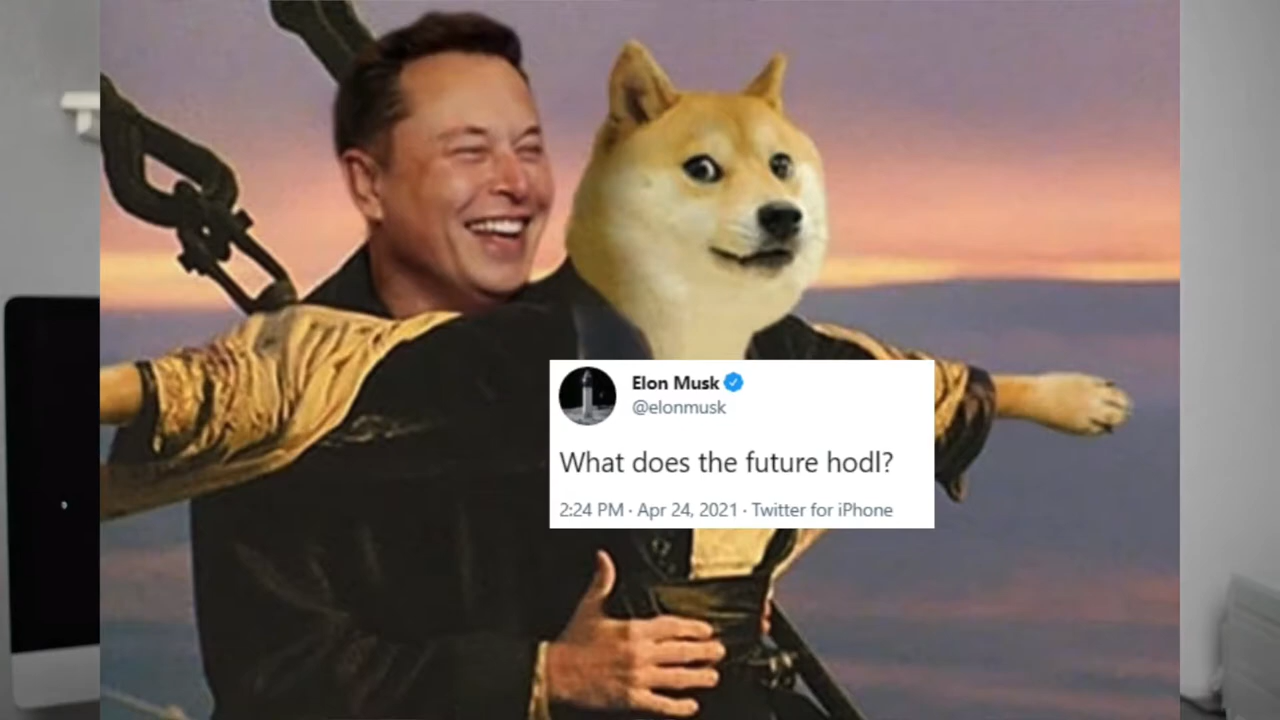 Elon Musk
@elonmusk
What does the future hodl?
2:24 PM · Apr 24, 2021 · Twitter for iPhone